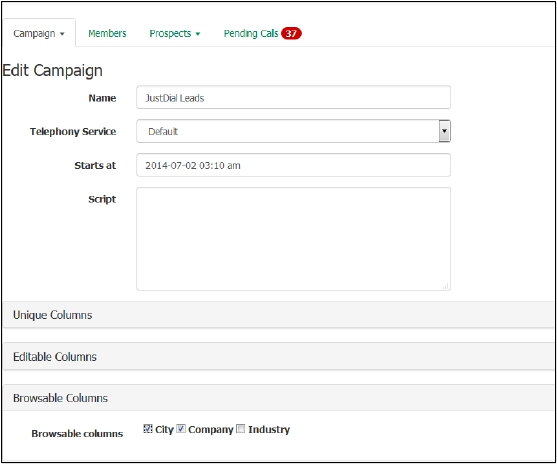 Campaign Members Prospects Pending Cals 37
Edit Campaign
Name JustDial Leads
Telephony Service Default
Starts at 2014-07-02 03:10 am
Script
Unique Columns
Editable Columns
Browsable Columns
Browsable columns City Company Industry